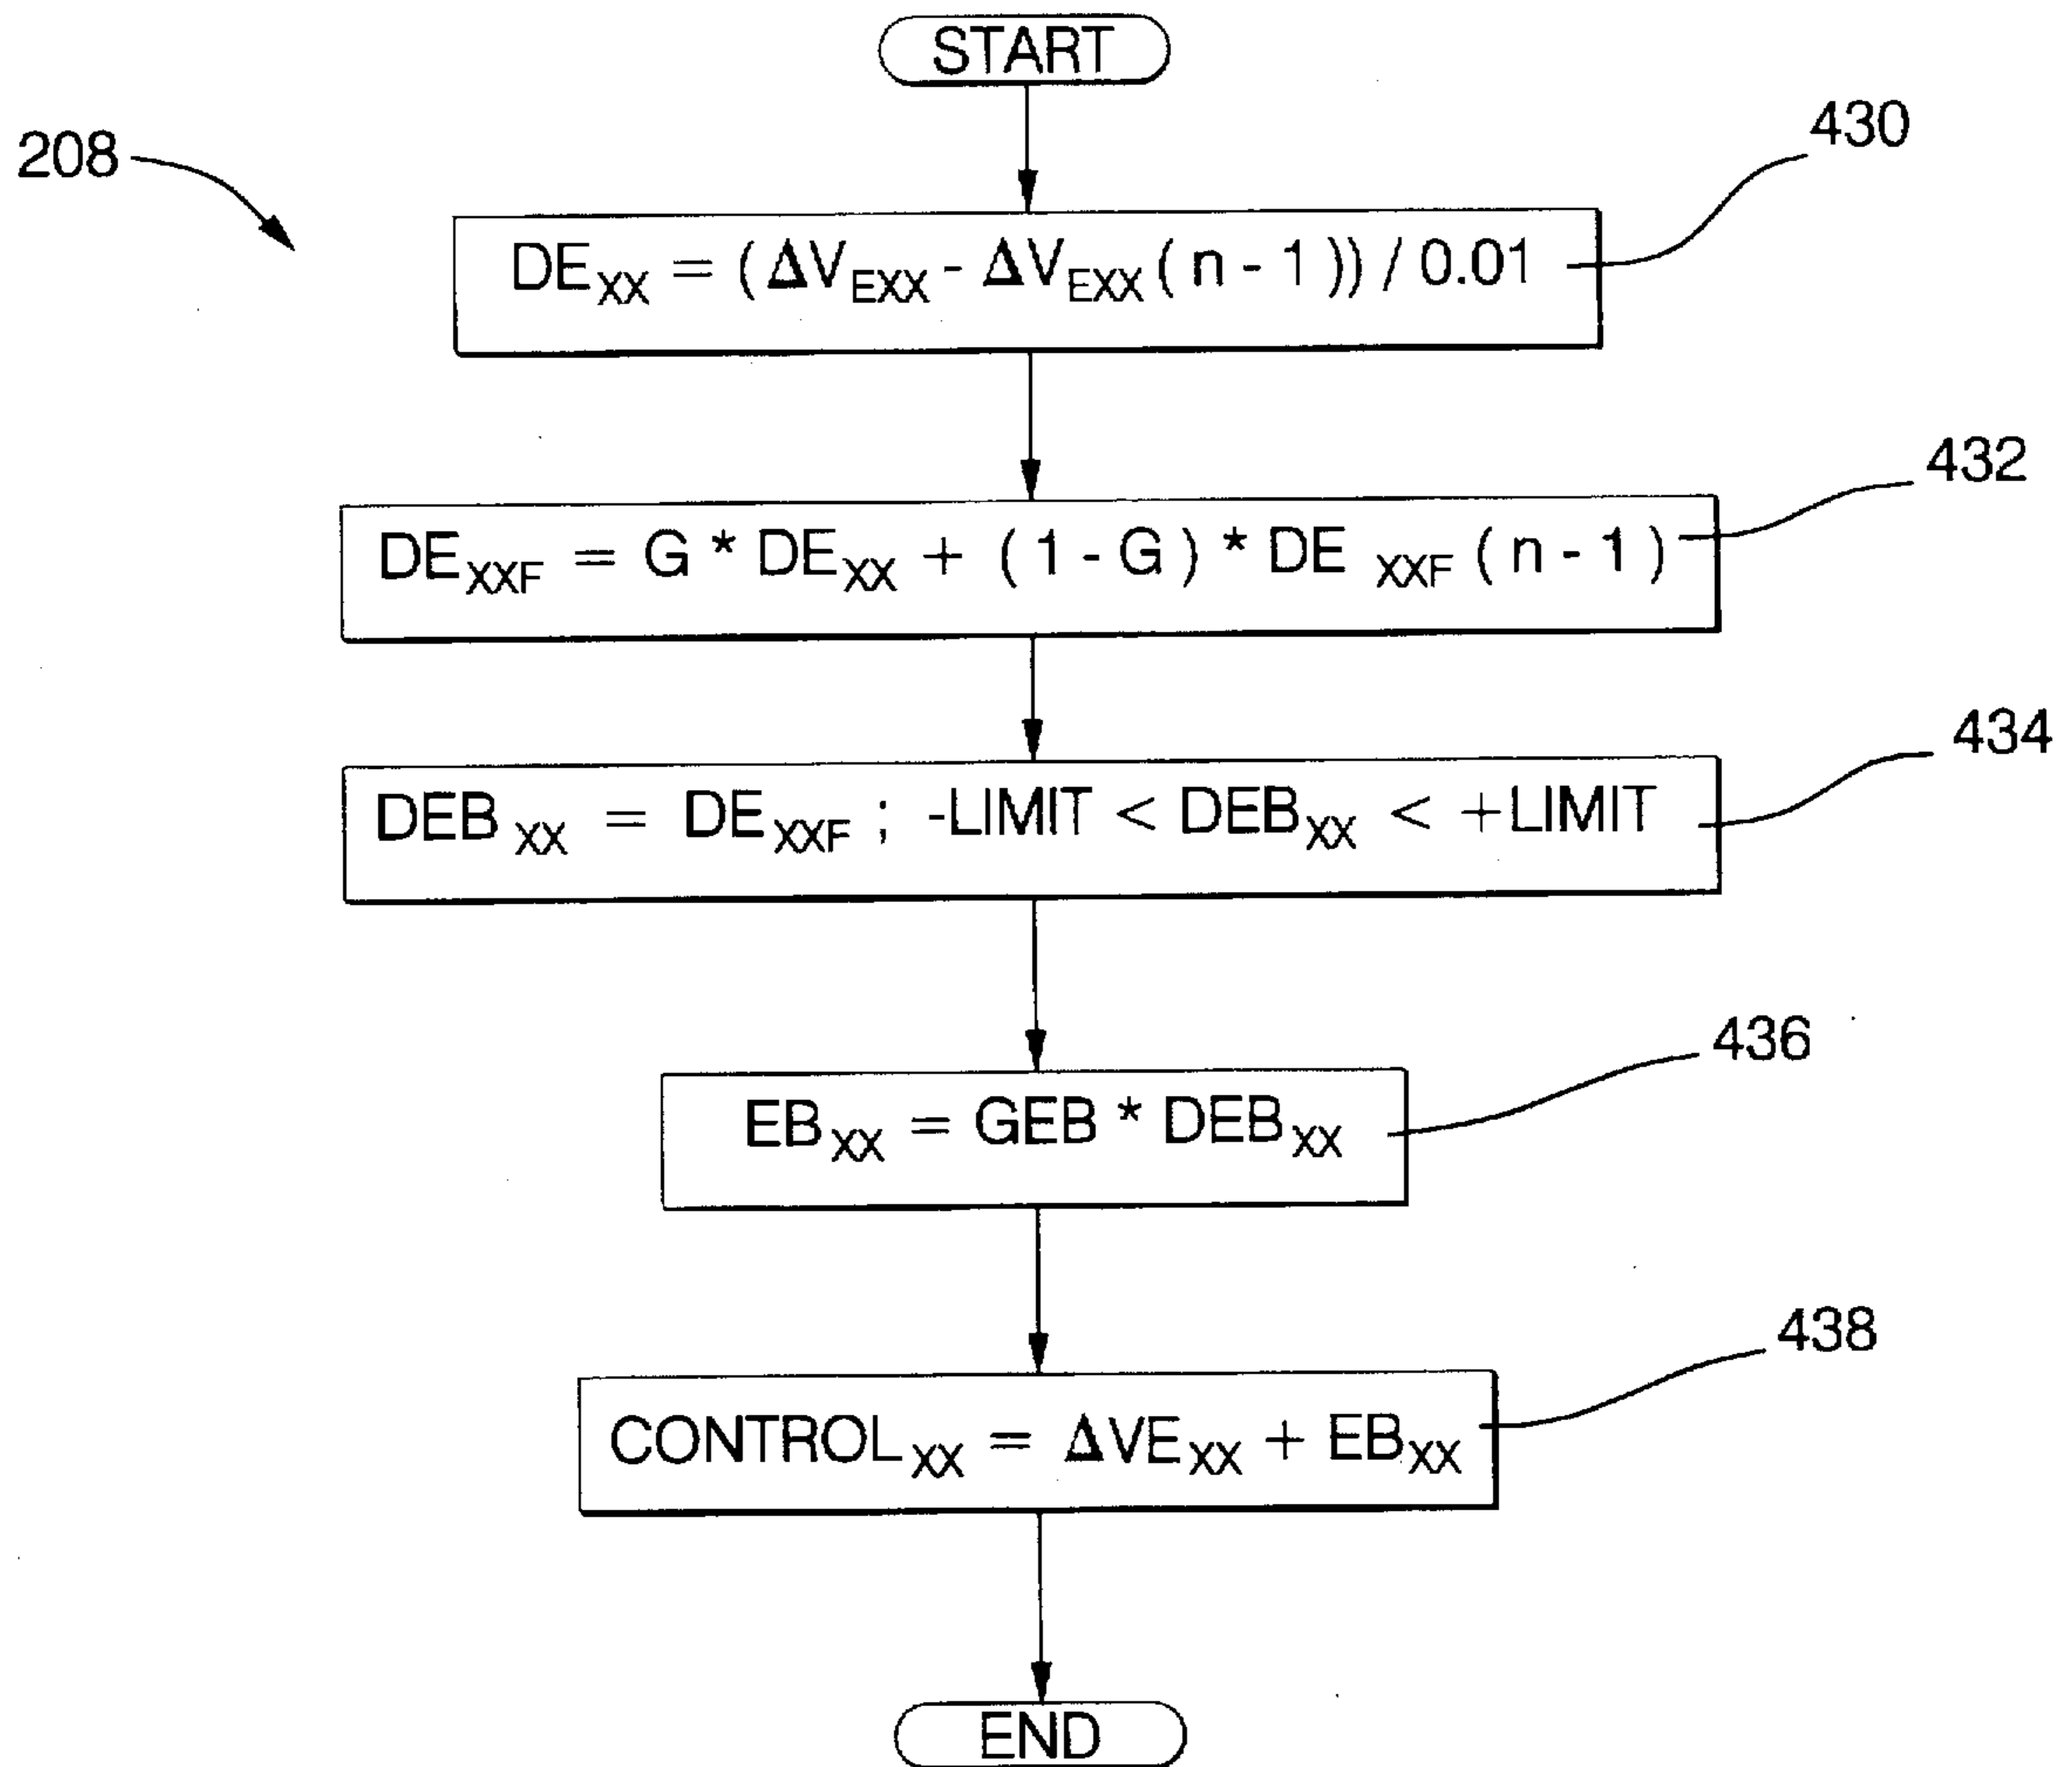 START
208
430
DE_XX = (ΔV_EXX - ΔV_EXX (n - 1)) / 0.01
432
DE_XXF = G * DE_XX + (1 - G) * DE_XXF (n - 1)
434
DEB_XX = DE_XXF ; -LIMIT < DEB_XX < +LIMIT
436
EB_XX = GEB * DEB_XX
438
CONTROL_XX = ΔVE_XX + EB_XX
END